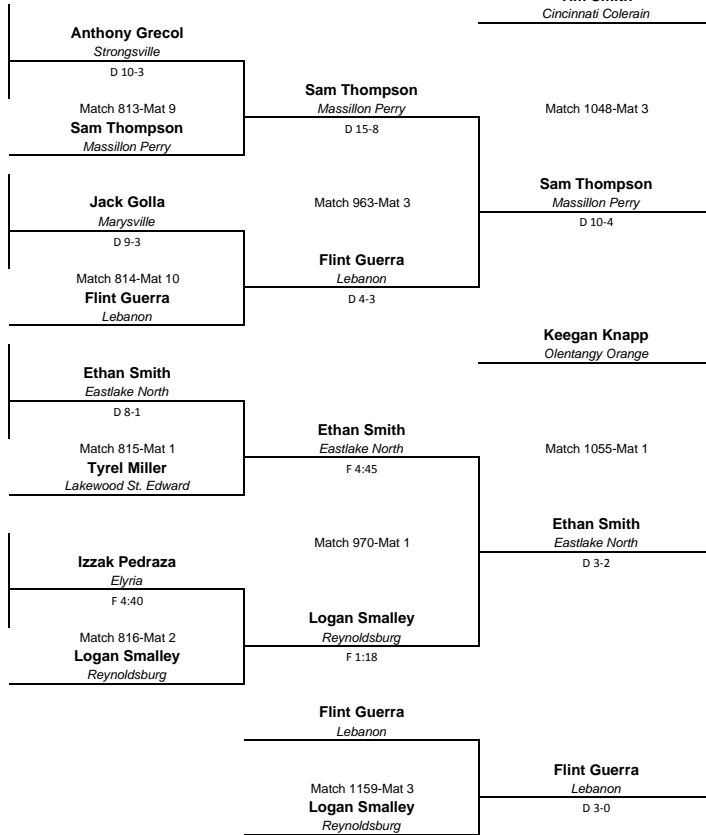 Anthony Grecol
Strongsville
D 10-3
Match 813-Mat 9
Sam Thompson
Massillon Perry
Jack Golla
Marysville
D 9-3
Match 814-Mat 10
Flint Guerra
Lebanon
Ethan Smith
Eastlake North
D 8-1
Match 815-Mat 1
Tyrel Miller
Lakewood St. Edward
Izzak Pedraza
Elyria
F 4:40
Match 816-Mat 2
Logan Smalley
Reynoldsburg
Sam Thompson
Massillon Perry
D 15-8
Match 963-Mat 3
Flint Guerra
Lebanon
D 4-3
Ethan Smith
Eastlake North
F 4:45
Match 970-Mat 1
Logan Smalley
Reynoldsburg
F 1:18
Flint Guerra
Lebanon
Match 1159-Mat 3
Logan Smalley
Reynoldsburg
Smith
Cincinnati Colerain
Match 1048-Mat 3
Sam Thompson
Massillon Perry
D 10-4
Keegan Knapp
Olentangy Orange
Match 1055-Mat 1
Ethan Smith
Eastlake North
D 3-2
Flint Guerra
Lebanon
D 3-0